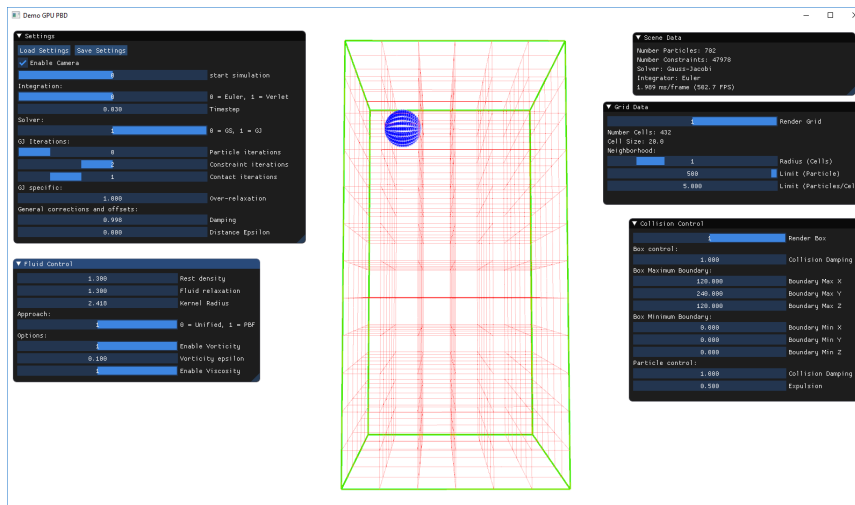 Demo GPU PBD
Settings
Load Settings Save Settings
Enable Camera
0 start simulation
Integration:
0 0 = Euler, 1 = Verlet
0.030 Timestep
Solver:
1 0 = GS, 1 = GJ
GJ Iterations:
0 Particle iterations
2 Constraint iterations
1 Contact iterations
GJ specific:
1.000 Over-relaxation
General corrections and offsets:
0.998 Damping
0.000 Distance Epsilon
Fluid Control
1.300 Rest density
1.300 Fluid relaxation
2.410 Kernel Radius
Approach:
1 0 = Unified, 1 = PBF
Options:
1 Enable Vorticity
0.100 Vorticity epsilon
1 Enable Viscosity
Scene Data
Number Particles: 702
Number Constraints: 47978
Solver: Gauss-Jacobi
Integrator: Euler
1.989 ms/frame (502.7 FPS)
Grid Data
1 Render Grid
Number Cells: 432
Cell Size: 20.0
Neighborhood:
1 Radius (Cells)
500 Limit (Particle)
5.000 Limit (Particles/Cel
Collision Control
1 Render Box
Box control:
1.000 Collision Damping
Box Maximum Boundary:
120.000 Boundary Max X
240.000 Boundary Max Y
120.000 Boundary Max Z
Box Minimum Boundary:
0.000 Boundary Min X
0.000 Boundary Min Y
0.000 Boundary Min Z
Particle control:
1.000 Collision Damping
0.500 Expulsion